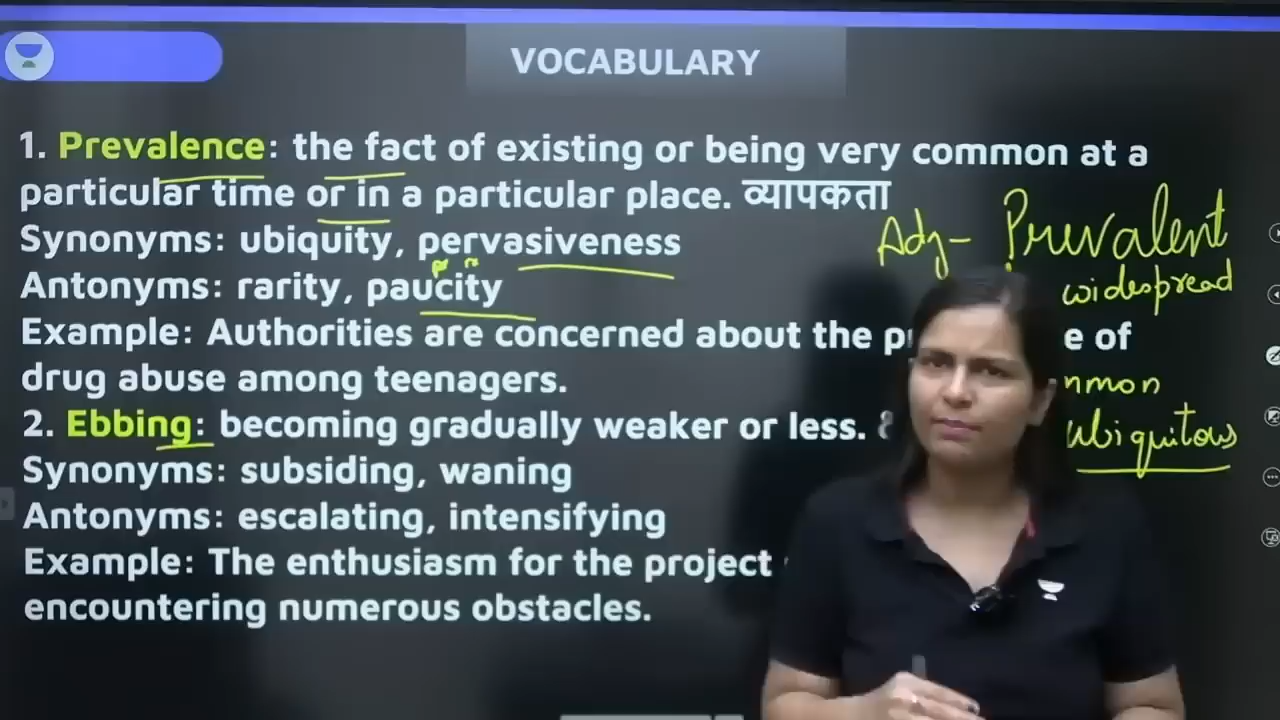 VOCABULARY
1. Prevalence: the fact of existing or being very common at a
particular time or in a particular place. व्यापकता
Synonyms: ubiquity, pervasiveness
Antonyms: rarity, paucity
Example: Authorities are concerned about the of
drug abuse among teenagers.
2. Ebbing: becoming gradually weaker or less.
Synonyms: subsiding, waning
Antonyms: escalating, intensifying
Example: The enthusiasm for the project
encountering numerous obstacles.
Adj- Prevalent
widespread
ubiquitous